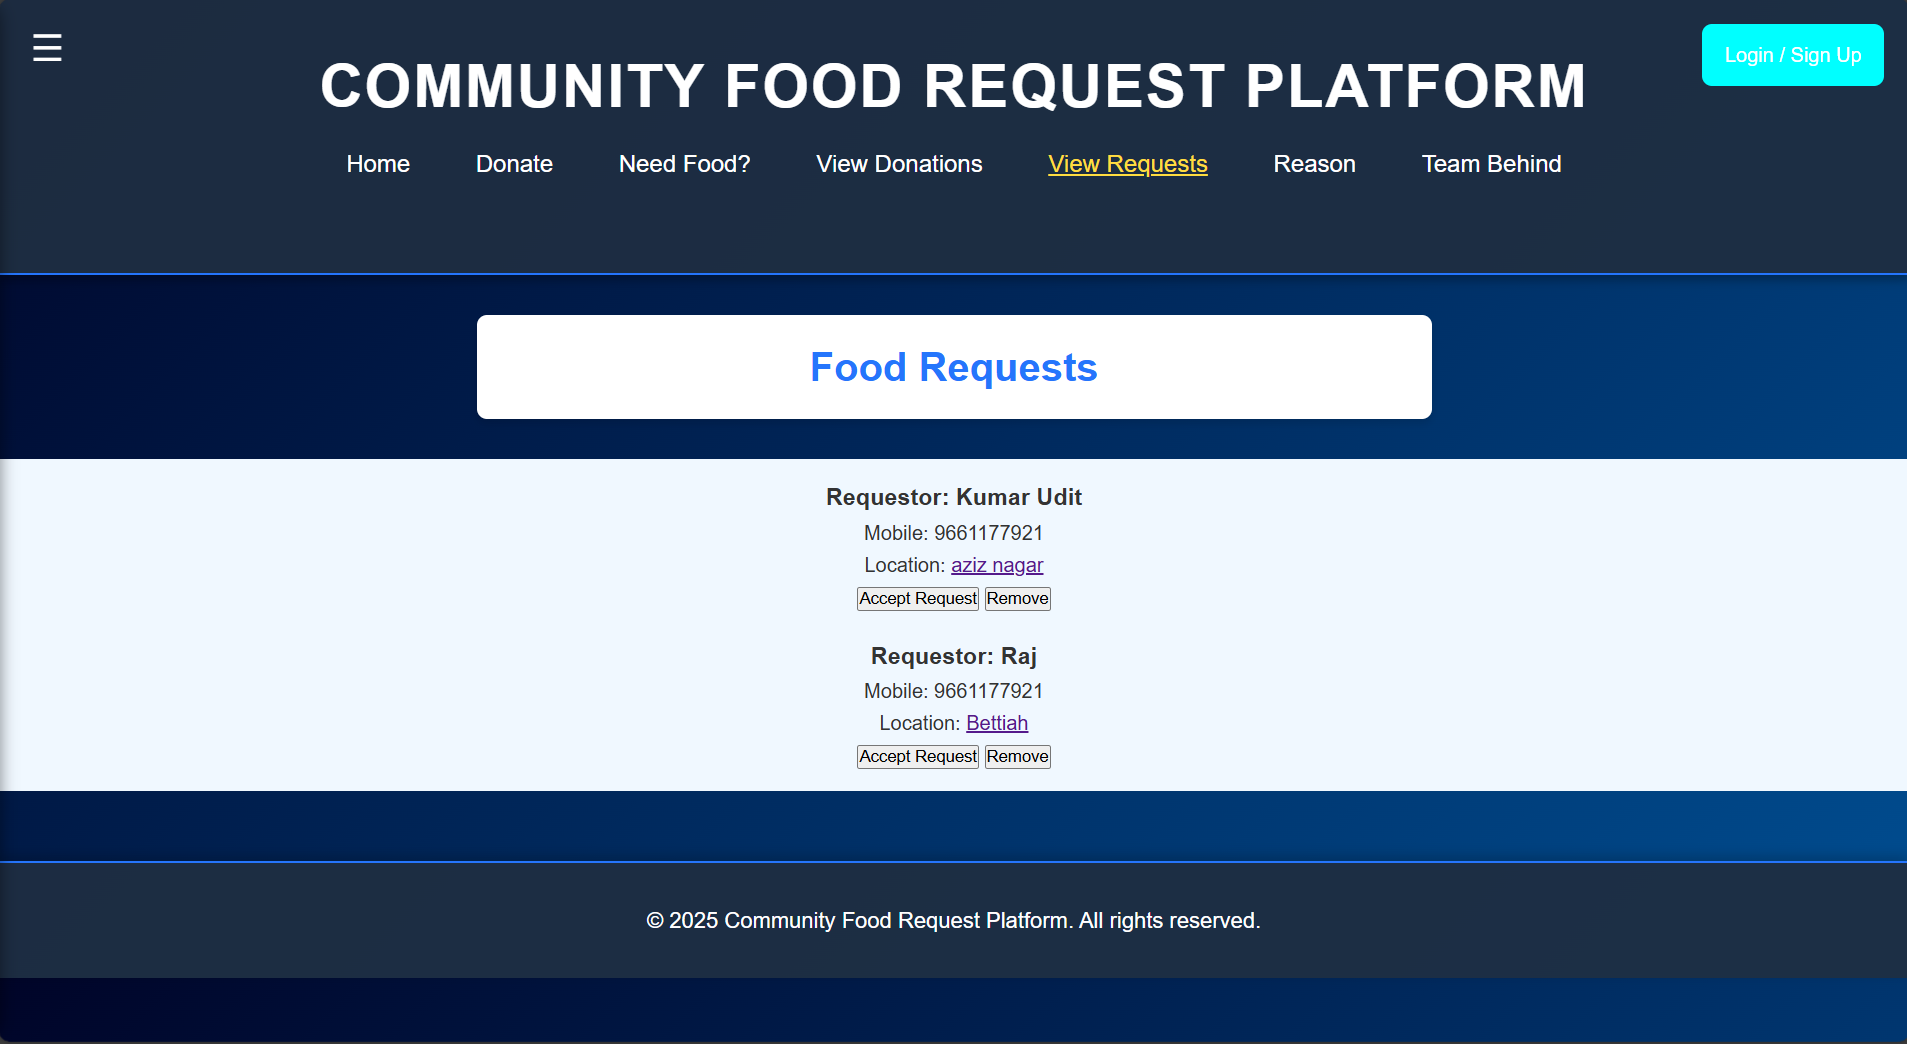 ☰
Login / Sign Up
COMMUNITY FOOD REQUEST PLATFORM
Home Donate Need Food? View Donations View Requests Reason Team Behind
Food Requests
Requestor: Kumar Udit
Mobile: 9661177921
Location: aziz nagar
Accept Request Remove
Requestor: Raj
Mobile: 9661177921
Location: Bettiah
Accept Request Remove
© 2025 Community Food Request Platform. All rights reserved.